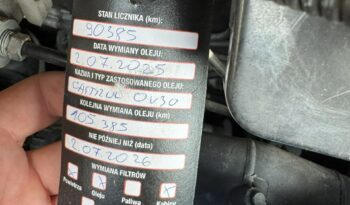 STAN LICZNIKA (km):
90385
DATA WYMIANY OLEJU:
2.07.2025
NAZWA I TYP ZASTOSOWANEGO OLEJU:
CASTROL 0W30
KOLEJNA WYMIANA OLEJU (km)
105 385
NIE PÓŹNIEJ NIŻ (data)
2.07.2026
WYMIANA FILTRÓW
Powietrza Oleju Paliwa Kabiny